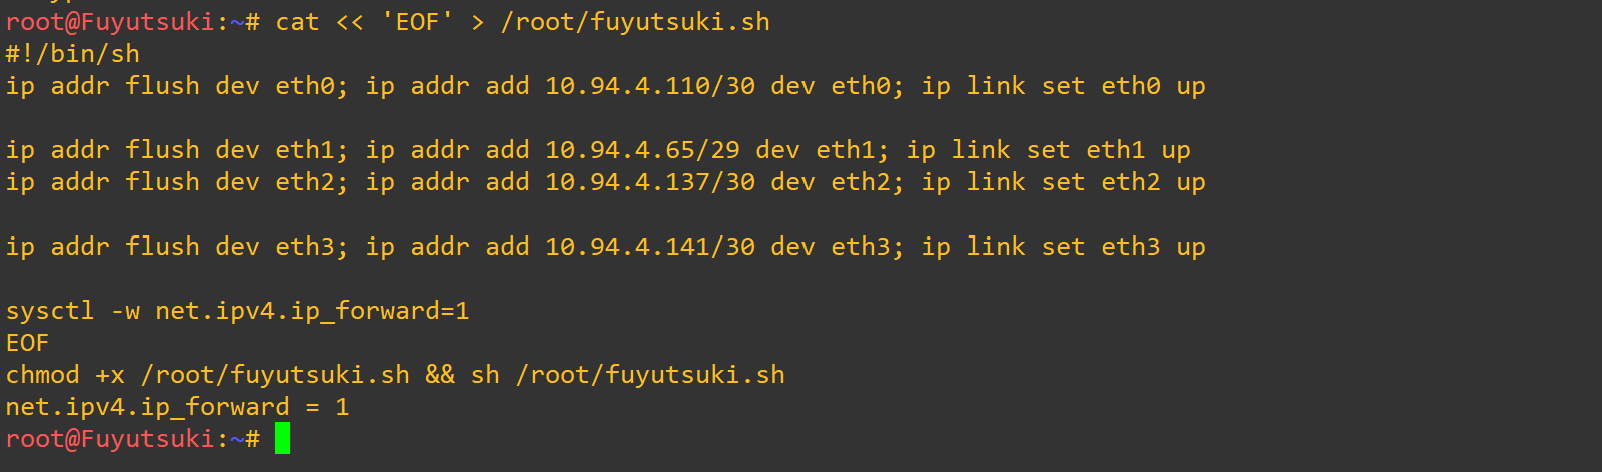 root@Fuyutsuki:~# cat << 'EOF' > /root/fuyutsuki.sh
#!/bin/sh
ip addr flush dev eth0; ip addr add 10.94.4.110/30 dev eth0; ip link set eth0 up
ip addr flush dev eth1; ip addr add 10.94.4.65/29 dev eth1; ip link set eth1 up
ip addr flush dev eth2; ip addr add 10.94.4.137/30 dev eth2; ip link set eth2 up
ip addr flush dev eth3; ip addr add 10.94.4.141/30 dev eth3; ip link set eth3 up
sysctl -w net.ipv4.ip_forward=1
EOF
chmod +x /root/fuyutsuki.sh && sh /root/fuyutsuki.sh
net.ipv4.ip_forward = 1
root@Fuyutsuki:~#